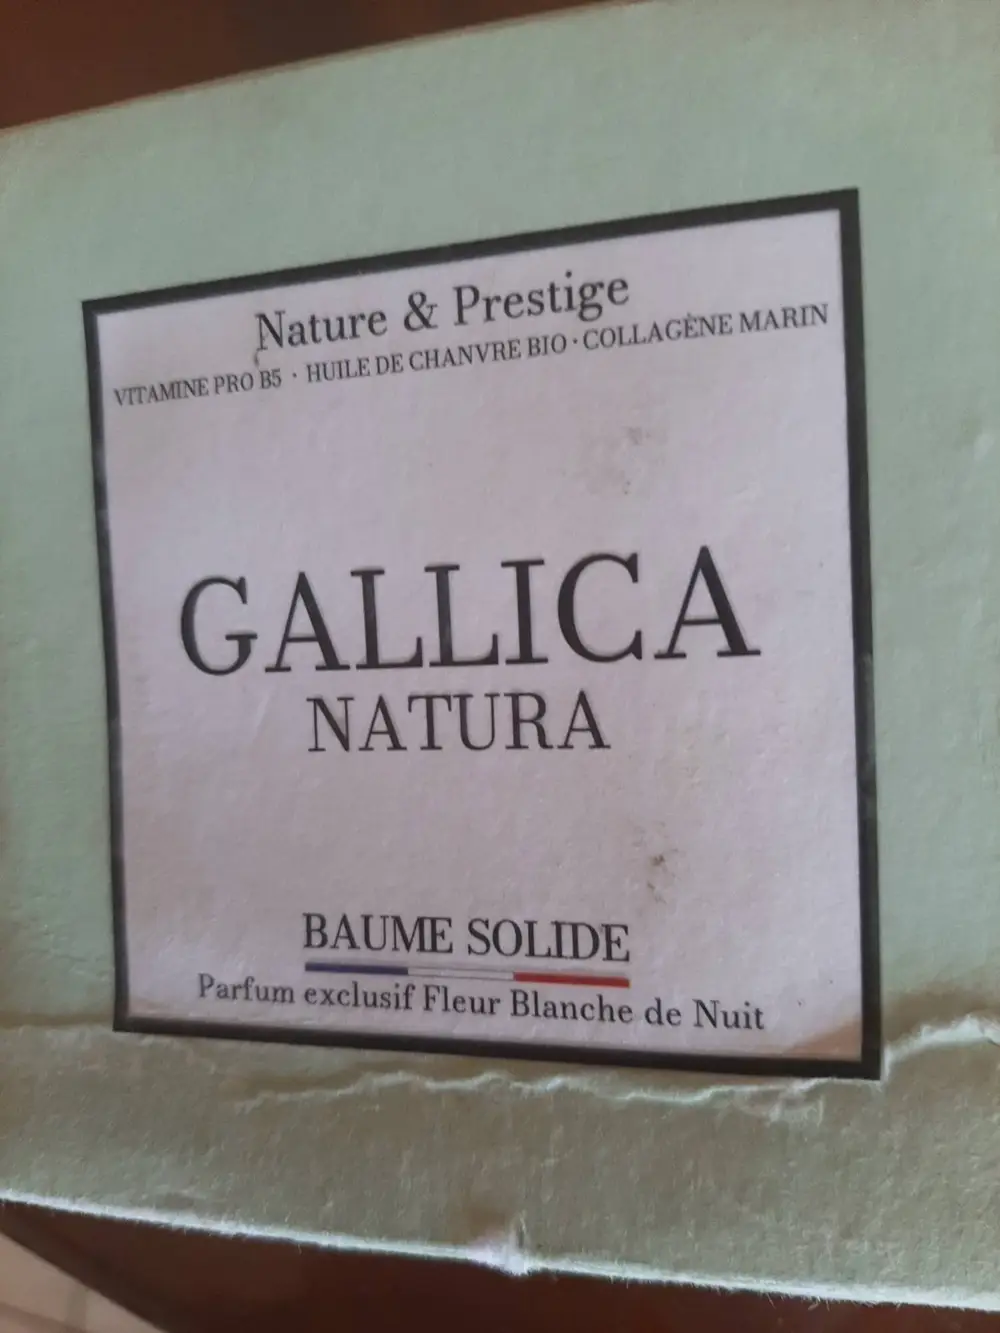 Nature & Prestige
VITAMINE PRO B5 · HUILE DE CHANVRE BIO · COLLAGÈNE MARIN
GALLICA
NATURA
BAUME SOLIDE
Parfum exclusif Fleur Blanche de Nuit